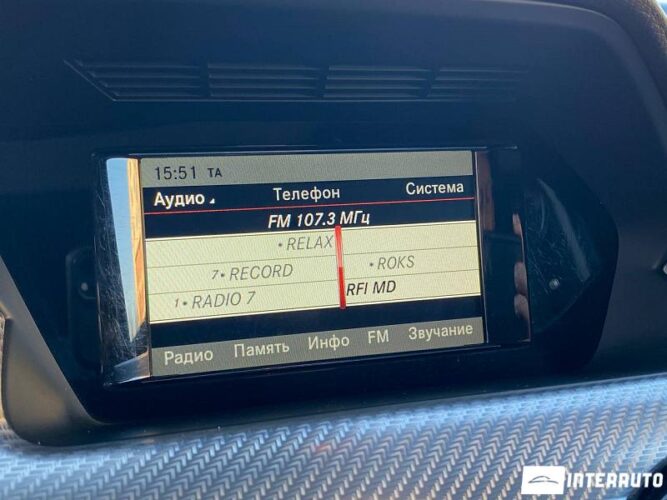 15:51 TA
Аудио Телефон Система
FM 107.3 МГц
• RELAX
7• RECORD • ROKS
1• RADIO 7 RFI MD
Радио Память Инфо FM Звучание
INTERAUTO